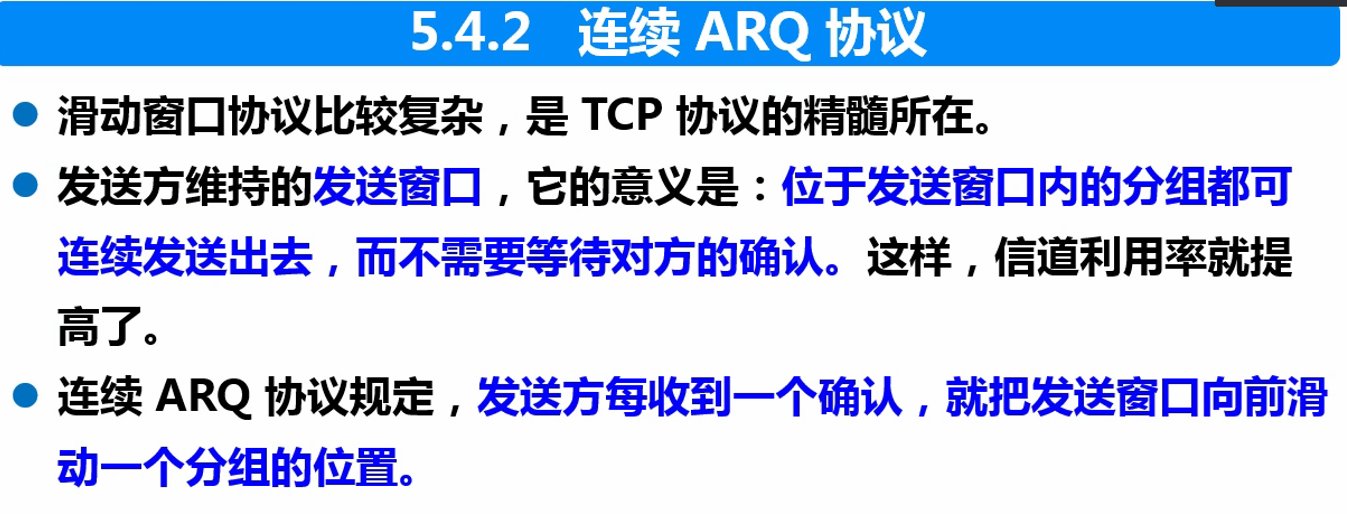 5.4.2 连续 ARQ 协议
● 滑动窗口协议比较复杂，是 TCP 协议的精髓所在。
● 发送方维持的发送窗口，它的意义是：位于发送窗口内的分组都可
连续发送出去，而不需要等待对方的确认。这样，信道利用率就提
高了。
● 连续 ARQ 协议规定，发送方每收到一个确认，就把发送窗口向前滑
动一个分组的位置。